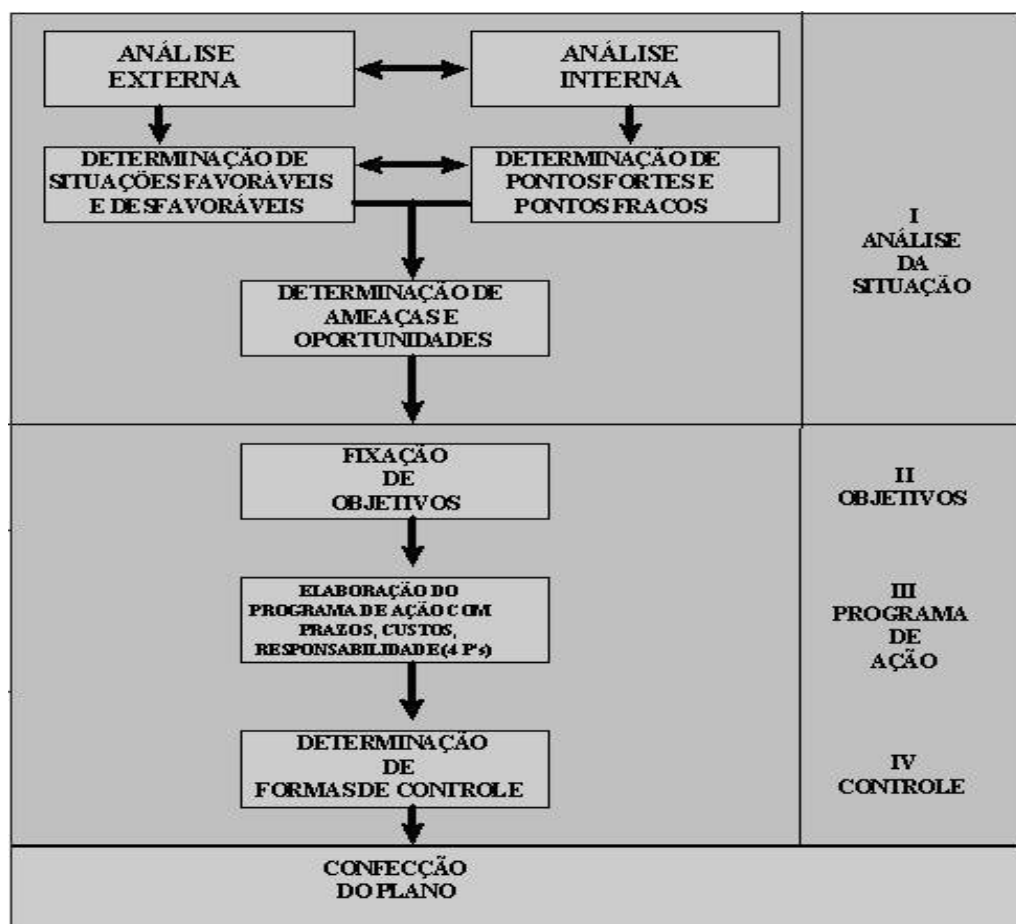 ANÁLISE
EXTERNA
ANÁLISE
INTERNA
DETERMINAÇÃO DE
SITUAÇÕES FAVORÁVEIS
E DESFAVORÁVEIS
DETERMINAÇÃO DE
PONTOS FORTES E
PONTOS FRACOS
DETERMINAÇÃO DE
AMEAÇAS E
OPORTUNIDADES
I
ANÁLISE
DA
SITUAÇÃO
FIXAÇÃO
DE
OBJETIVOS
II
OBJETIVOS
ELABORAÇÃO DO
PROGRAMA DE AÇÃO COM
PRAZOS, CUSTOS,
RESPONSABILIDADE (4 P's)
III
PROGRAMA
DE
AÇÃO
DETERMINAÇÃO
DE
FORMAS DE CONTROLE
IV
CONTROLE
CONFECÇÃO
DO PLANO